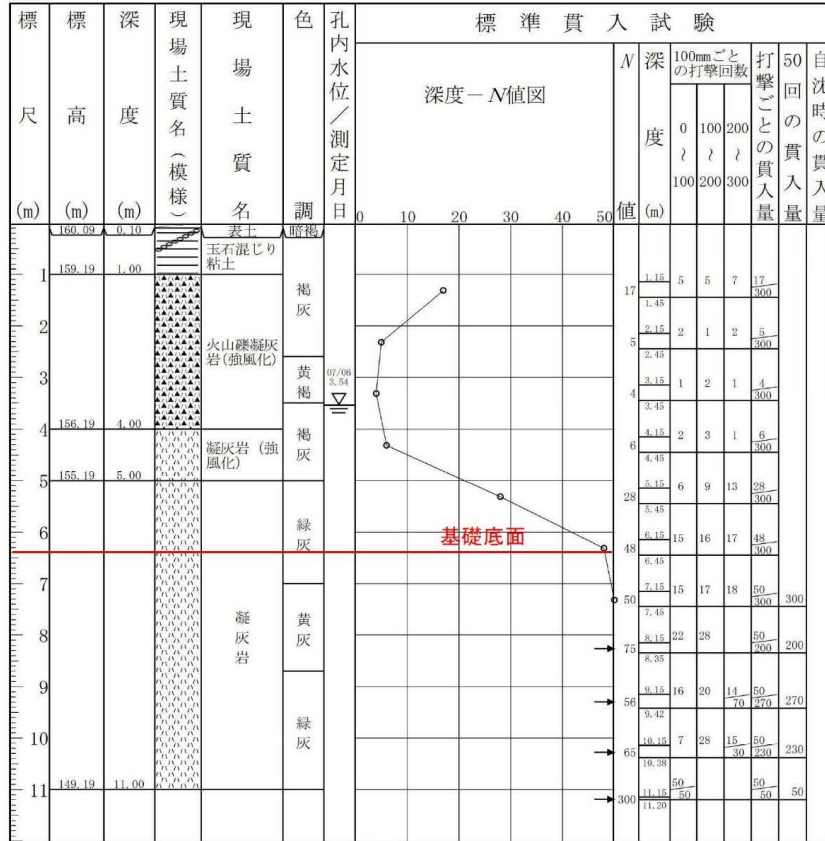 標尺(m)
標高(m)
深度(m)
現場土質名(模様)
現場土質名
色調
孔内水位/測定月日
標準貫入試験
深度－N値図
0 10 20 30 40 50
N値
深度(m)
100mmごとの打撃回数
0～100
100～200
200～300
打撃ごとの貫入量
50回の貫入量
自沈時の貫入量
160.09 0.10 表土 暗褐
玉石混じり粘土
1 159.19 1.00
褐灰
2
火山礫凝灰岩(強風化)
3
黄褐
07/06
3.54
4 156.19 4.00
凝灰岩(強風化)
褐灰
5 155.19 5.00
緑灰
6
基礎底面
7
凝灰岩
黄灰
8
9
緑灰
10
11 149.19 11.00
17 1.15 1.45 5 5 7 17/300
5 2.15 2.45 2 1 2 5/300
4 3.15 3.45 1 2 1 4/300
6 4.15 4.45 2 3 1 6/300
28 5.15 5.45 6 9 13 28/300
48 6.15 6.45 15 16 17 48/300
50 7.15 7.45 15 17 18 50/300 300
75 8.15 8.35 22 28 50/200 200
56 9.15 9.42 16 20 14/70 50/270 270
65 10.15 10.38 7 28 15/30 50/230 230
300 11.15 11.20 50/50 50/50 50